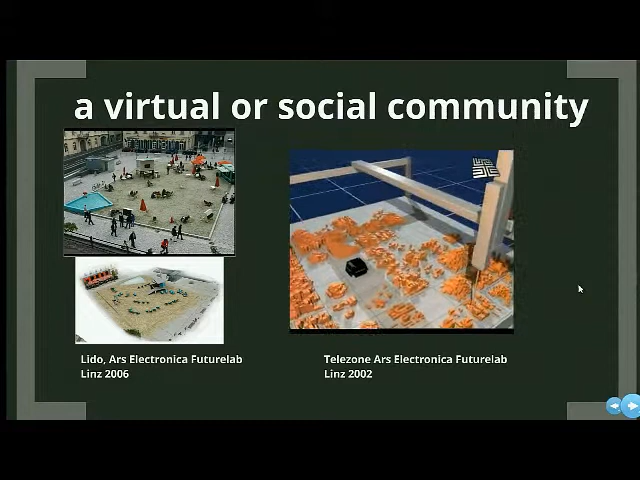 a virtual or social community
Lido, Ars Electronica Futurelab
Linz 2006
Telezone Ars Electronica Futurelab
Linz 2002